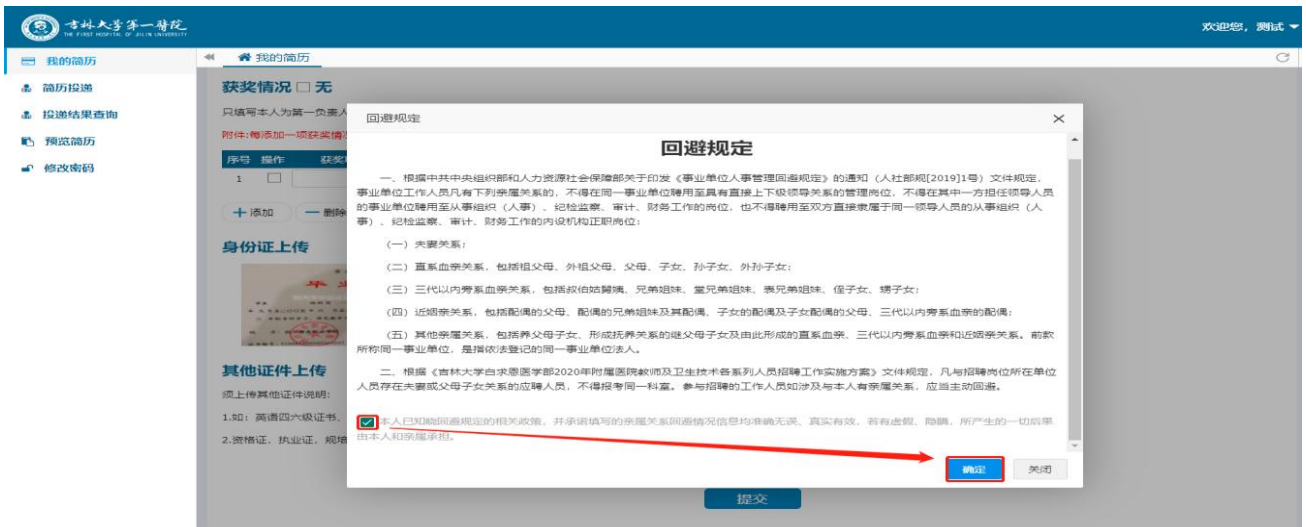 吉林大学第一医院
THE FIRST HOSPITAL OF JILIN UNIVERSITY
欢迎您，测试
我的简历
简历投递
投递结果查询
预览简历
修改密码
我的简历
获奖情况 无
只填写本人为第一负责人
附件:每添加一项获奖情
序号 操作 获奖
1
添加 删除
身份证上传
毕 业
其他证件上传
须上传其他证件说明：
1.如：英语四六级证书、
2.资格证、执业证、规培
回避规定
回避规定
一、根据中共中央组织部和人力资源社会保障部关于印发《事业单位人事管理回避规定》的通知（人社部规[2019]1号）文件规定，
事业单位工作人员凡有下列亲属关系的，不得在同一事业单位聘用至具有直接上下级领导关系的管理岗位，不得在其中一方担任领导人员
的事业单位聘用至从事组织（人事）、纪检监察、审计、财务工作的岗位，也不得聘用至双方直接隶属于同一领导人员的从事组织（人
事）、纪检监察、审计、财务工作的内设机构正职岗位：
（一）夫妻关系；
（二）直系血亲关系，包括祖父母、外祖父母、父母、子女、孙子女、外孙子女；
（三）三代以内旁系血亲关系，包括叔伯姑舅姨、兄弟姐妹、堂兄弟姐妹、表兄弟姐妹、侄子女、甥子女；
（四）近姻亲关系，包括配偶的父母、配偶的兄弟姐妹及其配偶、子女的配偶及子女配偶的父母、三代以内旁系血亲的配偶；
（五）其他亲属关系，包括养父母子女、形成抚养关系的继父母子女及由此形成的直系血亲、三代以内旁系血亲和近姻亲关系。前款
所称同一事业单位，是指依法登记的同一事业单位法人。
二、根据《吉林大学白求恩医学部2020年附属医院教师及卫生技术各系列人员招聘工作实施方案》文件规定，凡与招聘岗位所在单位
人员存在夫妻或父母子女关系的应聘人员，不得报考同一科室。参与招聘的工作人员如涉及与本人有亲属关系，应当主动回避。
本人已知晓回避规定的相关政策，并承诺填写的亲属关系回避情况信息均准确无误、真实有效，若有虚假、隐瞒，所产生的一切后果
由本人和亲属承担。
确定 关闭
提交